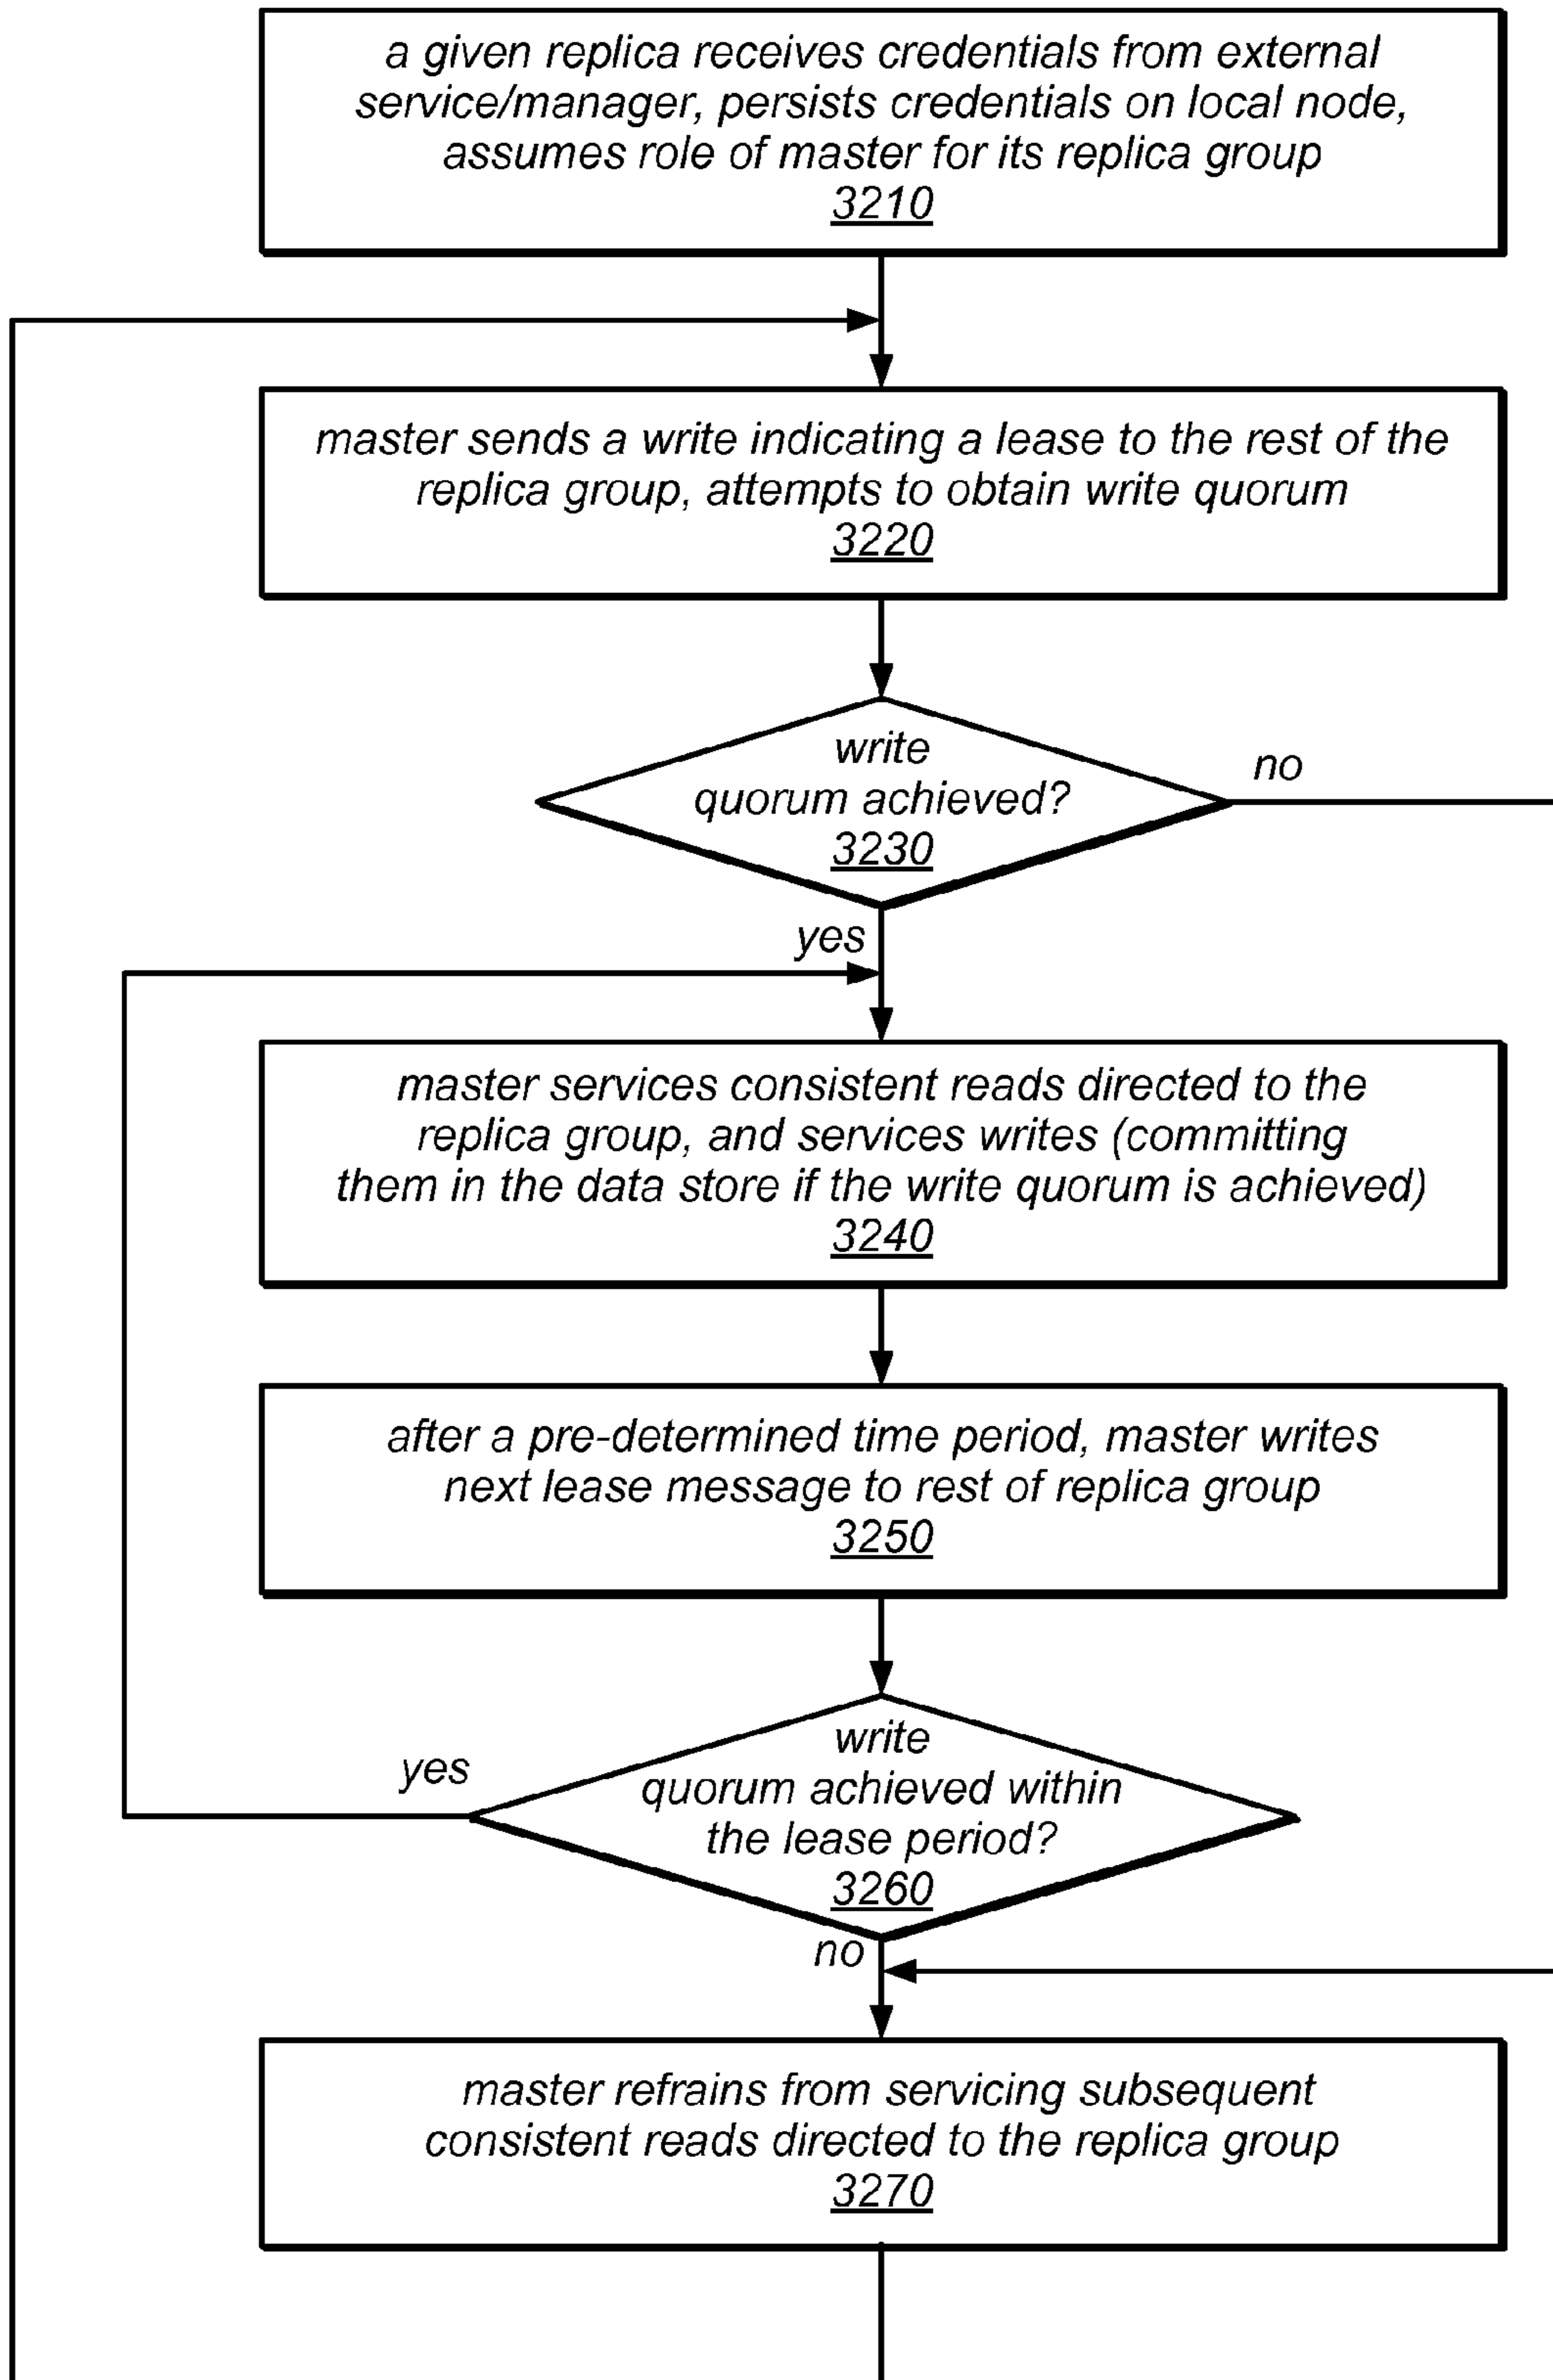 a given replica receives credentials from external
service/manager, persists credentials on local node,
assumes role of master for its replica group
3210
master sends a write indicating a lease to the rest of the
replica group, attempts to obtain write quorum
3220
write
quorum achieved?
3230
no
yes
master services consistent reads directed to the
replica group, and services writes (committing
them in the data store if the write quorum is achieved)
3240
after a pre-determined time period, master writes
next lease message to rest of replica group
3250
write
quorum achieved within
the lease period?
3260
yes
no
master refrains from servicing subsequent
consistent reads directed to the replica group
3270